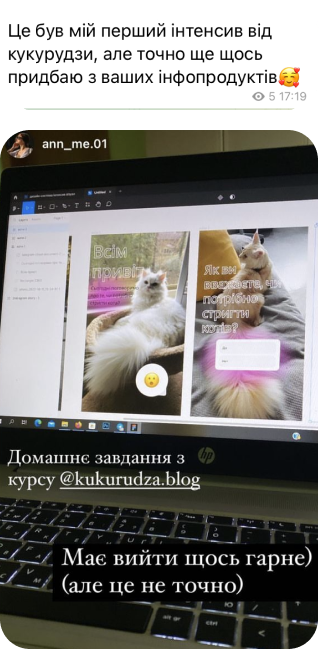 Це був мій перший інтенсив від
кукурудзи, але точно ще щось
придбаю з ваших інфопродуктів🥰
5 17:19
ann_me.01
Всім
привіт
Як ви
вважаєте, чи
потрібно
стригти
котів?
hp
Домашнє завдання з
курсу @kukurudza.blog
Має вийти щось гарне)
(але це не точно)